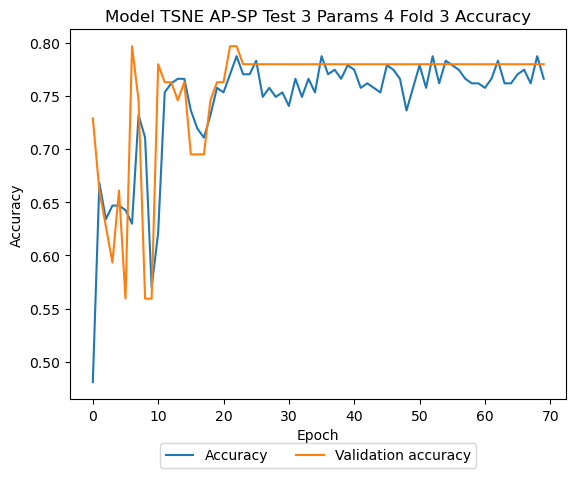 Model TSNE AP-SP Test 3 Params 4 Fold 3 Accuracy
Accuracy
0.80
0.75
0.70
0.65
0.60
0.55
0.50
0 10 20 30 40 50 60 70
Epoch
Accuracy Validation accuracy